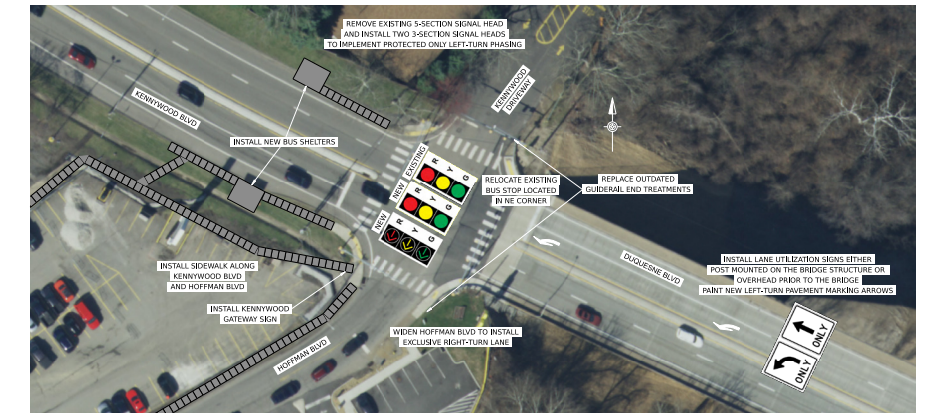 REMOVE EXISTING 5-SECTION SIGNAL HEAD
AND INSTALL TWO 3-SECTION SIGNAL HEADS
TO IMPLEMENT PROTECTED ONLY LEFT-TURN PHASING
KENNYWOOD
DRIVEWAY
KENNYWOOD BLVD
INSTALL NEW BUS SHELTERS
EXISTING
R Y G
NEW
R Y G
NEW
R Y G
RELOCATE EXISTING
BUS STOP LOCATED
IN NE CORNER
REPLACE OUTDATED
GUIDERAIL END TREATMENTS
DUQUESNE BLVD
INSTALL LANE UTILIZATION SIGNS EITHER
POST MOUNTED ON THE BRIDGE STRUCTURE OR
OVERHEAD PRIOR TO THE BRIDGE
PAINT NEW LEFT-TURN PAVEMENT MARKING ARROWS
INSTALL SIDEWALK ALONG
KENNYWOOD BLVD
AND HOFFMAN BLVD
INSTALL KENNYWOOD
GATEWAY SIGN
HOFFMAN BLVD
WIDEN HOFFMAN BLVD TO INSTALL
EXCLUSIVE RIGHT-TURN LANE
ONLY
ONLY